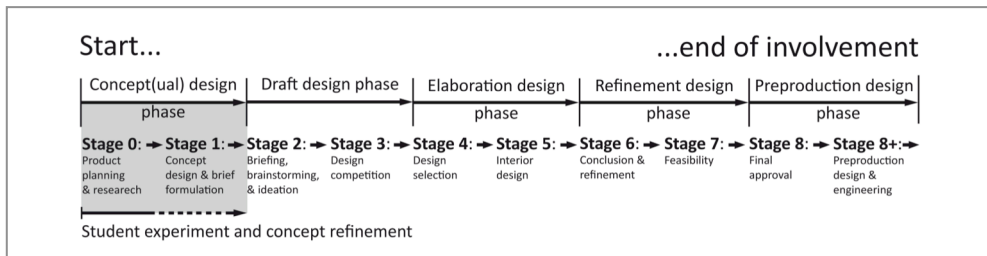 Start...
...end of involvement
Concept(ual) design
phase
Draft design phase
Elaboration design
phase
Refinement design
phase
Preproduction design
phase
Stage 0:
Product
planning
& researech
Stage 1:
Concept
design & brief
formulation
Stage 2:
Briefing,
brainstorming,
& ideation
Stage 3:
Design
competition
Stage 4:
Design
selection
Stage 5:
Interior
design
Stage 6:
Conclusion &
refinement
Stage 7:
Feasibility
Stage 8:
Final
approval
Stage 8+:
Preproduction
design &
engineering
Student experiment and concept refinement